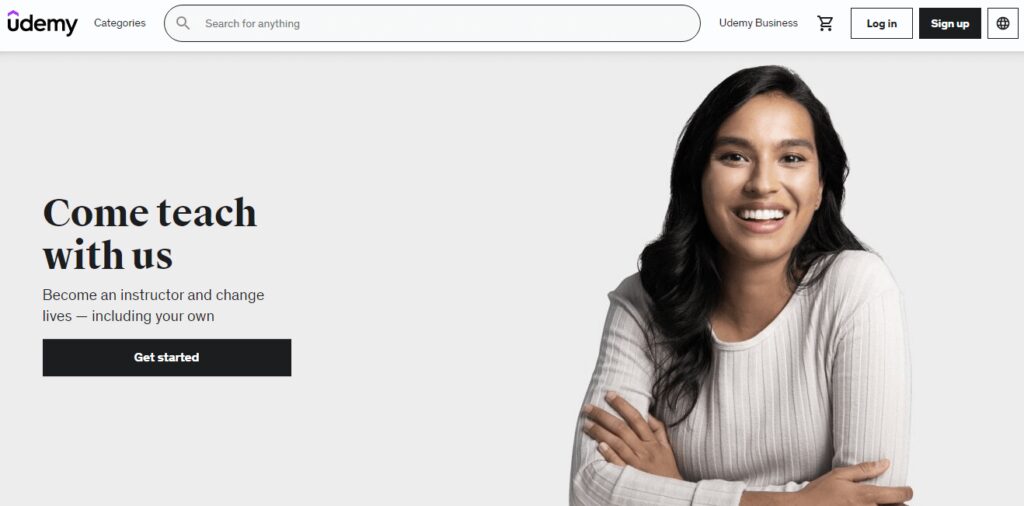 udemy
Categories
Search for anything
Udemy Business
Log in
Sign up
Come teach
with us
Become an instructor and change
lives — including your own
Get started